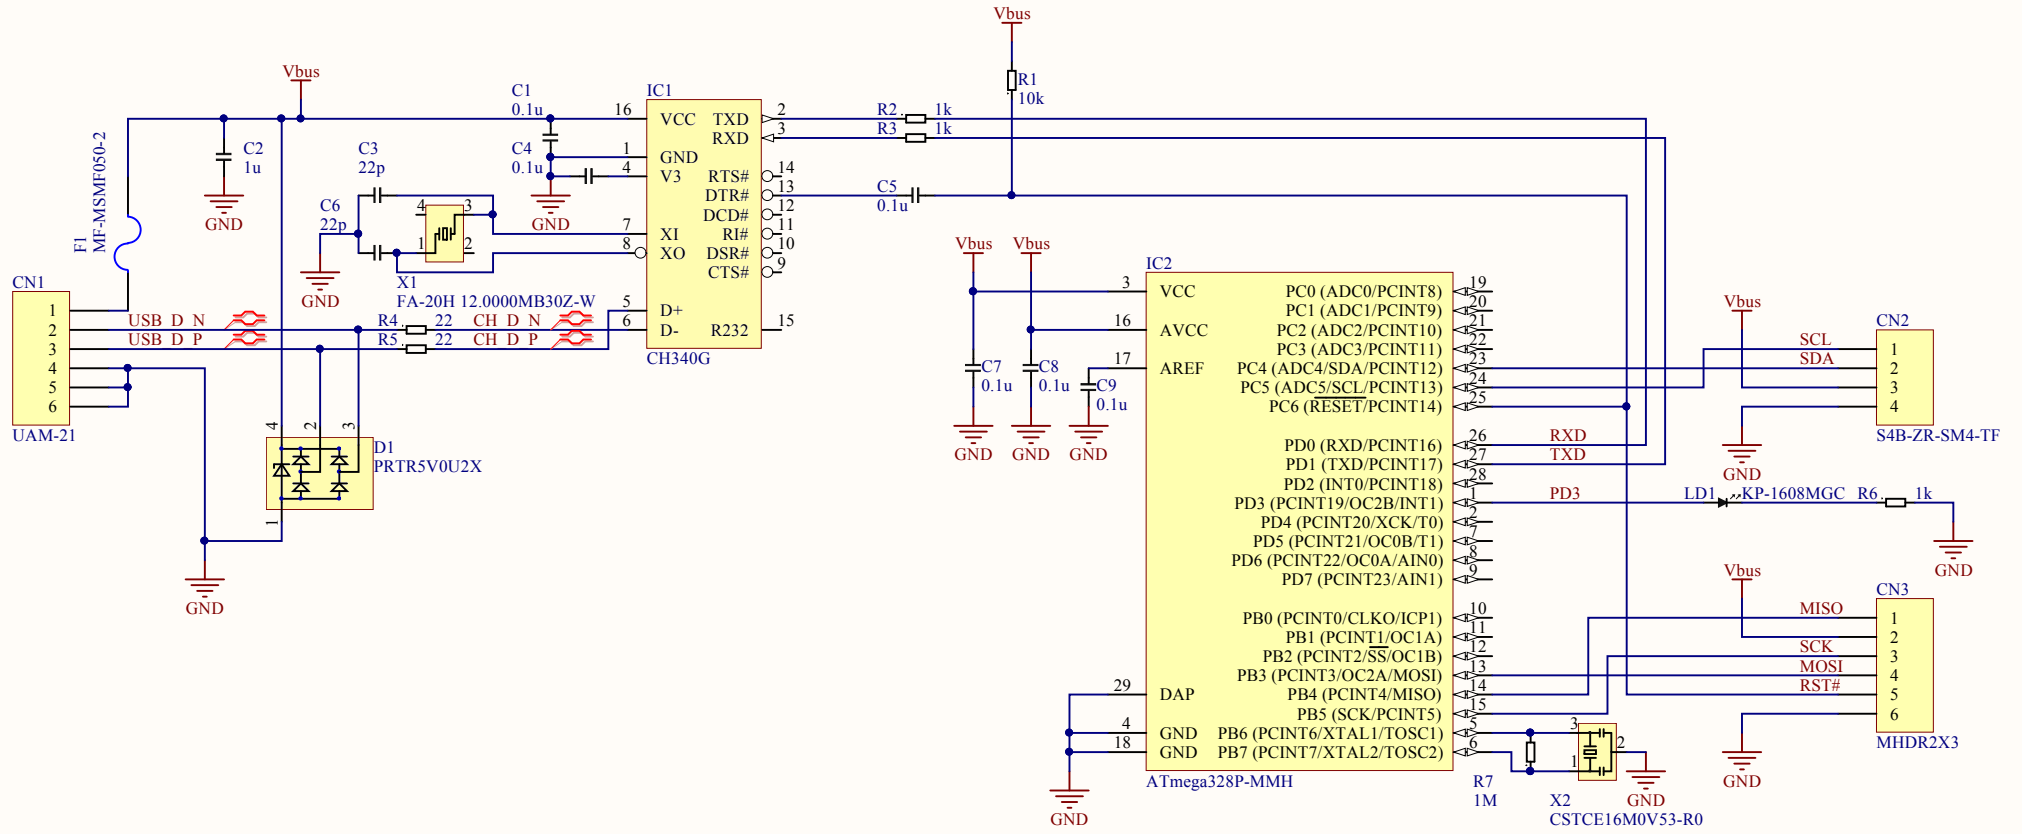 Vbus
Vbus
F1
MF-MSMF050-2
C2
1u
GND
CN1
1
2
3
4
5
6
UAM-21
USB_D_N
USB_D_P
GND
D1
PRTR5V0U2X
4
2
3
1
R4
22
R5
22
CH_D_N
CH_D_P
C1
0.1u
C4
0.1u
GND
C3
22p
C6
22p
GND
4
3
1
2
X1
FA-20H 12.0000MB30Z-W
IC1
16
VCC
1
GND
4
V3
7
XI
8
XO
5
D+
6
D-
TXD
2
RXD
3
RTS#
14
DTR#
13
DCD#
12
RI#
11
DSR#
10
CTS#
9
R232
15
CH340G
R2
1k
R3
1k
R1
10k
C5
0.1u
Vbus
Vbus
C7
0.1u
C8
0.1u
C9
0.1u
GND
GND
GND
IC2
3
VCC
16
AVCC
17
AREF
29
DAP
4
GND
18
GND
GND
PC0 (ADC0/PCINT8)
19
PC1 (ADC1/PCINT9)
20
PC2 (ADC2/PCINT10)
21
PC3 (ADC3/PCINT11)
22
PC4 (ADC4/SDA/PCINT12)
23
PC5 (ADC5/SCL/PCINT13)
24
PC6 (RESET/PCINT14)
25
PD0 (RXD/PCINT16)
26
PD1 (TXD/PCINT17)
27
PD2 (INT0/PCINT18)
28
PD3 (PCINT19/OC2B/INT1)
1
PD4 (PCINT20/XCK/T0)
2
PD5 (PCINT21/OC0B/T1)
7
PD6 (PCINT22/OC0A/AIN0)
8
PD7 (PCINT23/AIN1)
9
PB0 (PCINT0/CLKO/ICP1)
10
PB1 (PCINT1/OC1A)
11
PB2 (PCINT2/SS/OC1B)
12
PB3 (PCINT3/OC2A/MOSI)
13
PB4 (PCINT4/MISO)
14
PB5 (SCK/PCINT5)
15
PB6 (PCINT6/XTAL1/TOSC1)
5
PB7 (PCINT7/XTAL2/TOSC2)
6
ATmega328P-MMH
RXD
TXD
PD3
LD1
KP-1608MGC
R6
1k
GND
Vbus
SCL
SDA
GND
CN2
1
2
3
4
S4B-ZR-SM4-TF
Vbus
MISO
SCK
MOSI
RST#
GND
CN3
1
2
3
4
5
6
MHDR2X3
R7
1M
3
1
2
X2
CSTCE16M0V53-R0
GND